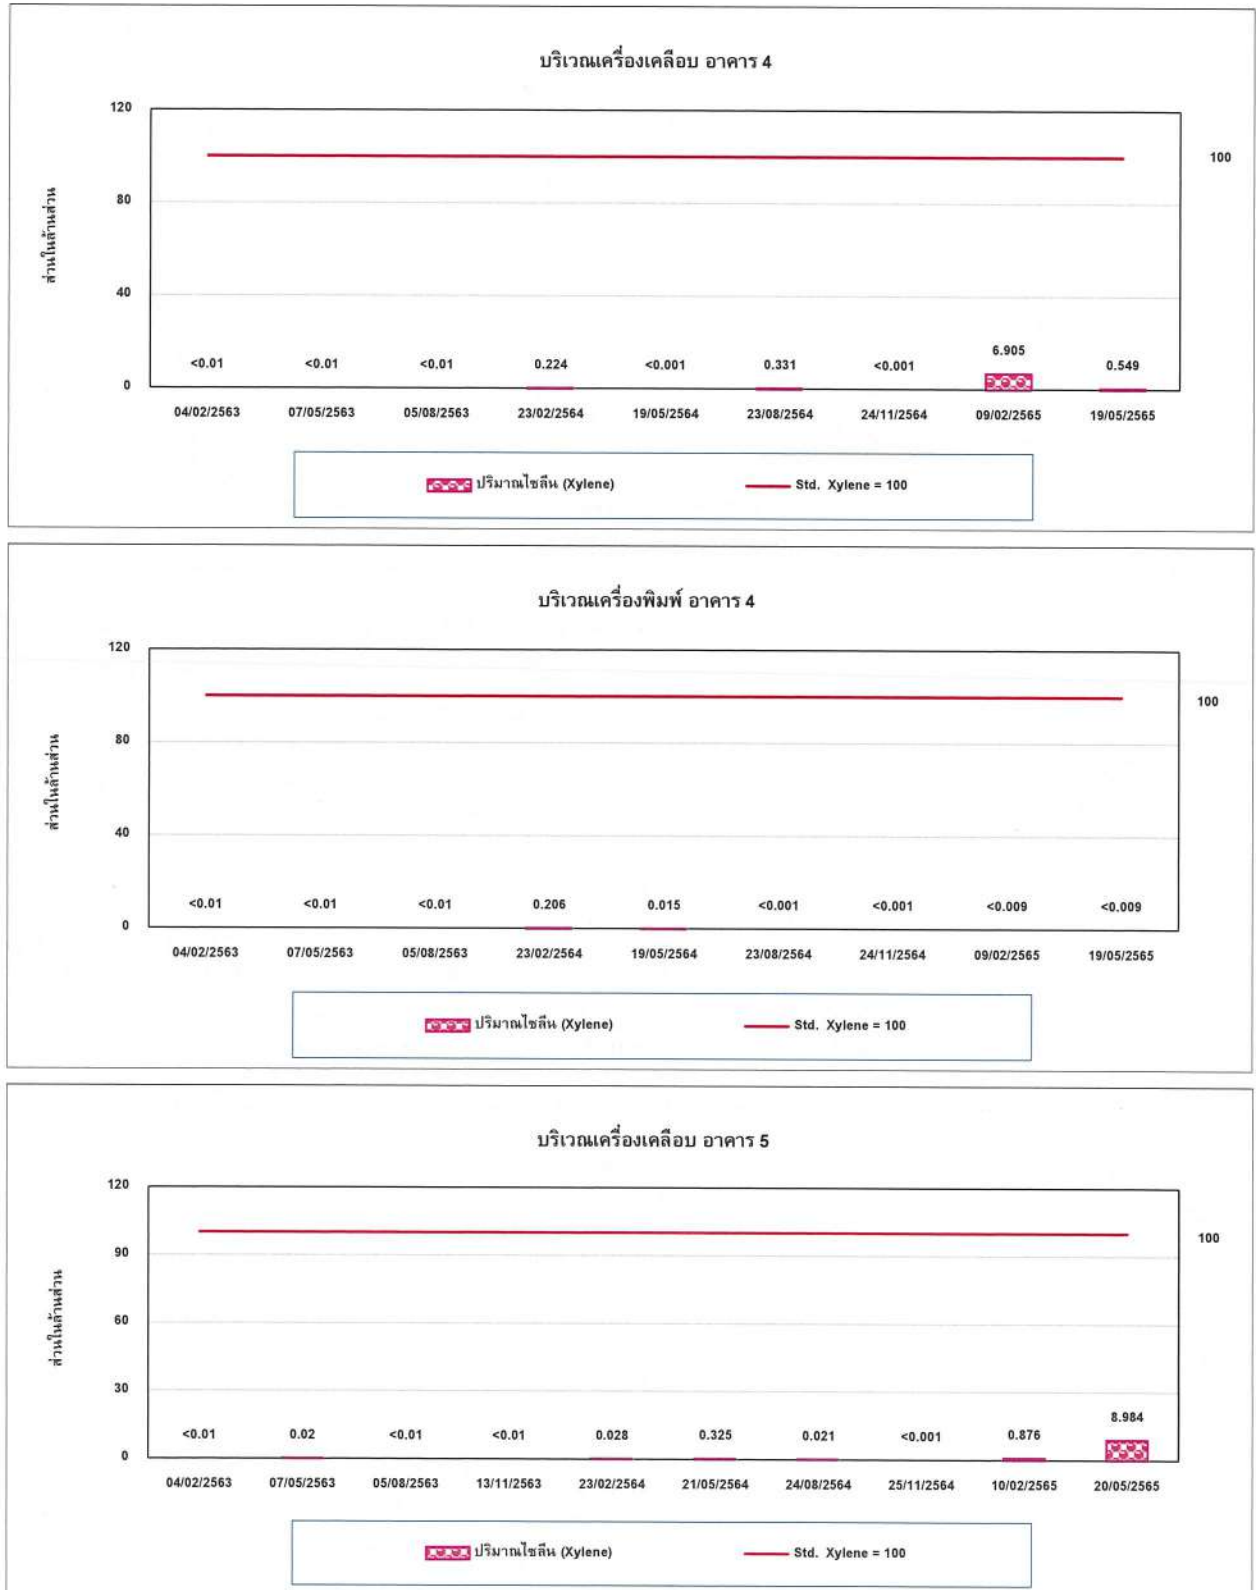 บริเวณเครื่องเคลือบ อาคาร 4
120
100
80
ส่วนในล้านส่วน
40
<0.01 <0.01 <0.01 0.224 <0.001 0.331 <0.001 6.905 0.549
0
04/02/2563 07/05/2563 05/08/2563 23/02/2564 19/05/2564 23/08/2564 24/11/2564 09/02/2565 19/05/2565
ปริมาณไซลีน (Xylene) Std. Xylene = 100
บริเวณเครื่องพิมพ์ อาคาร 4
120
100
80
ส่วนในล้านส่วน
40
<0.01 <0.01 <0.01 0.206 0.015 <0.001 <0.001 <0.009 <0.009
0
04/02/2563 07/05/2563 05/08/2563 23/02/2564 19/05/2564 23/08/2564 24/11/2564 09/02/2565 19/05/2565
ปริมาณไซลีน (Xylene) Std. Xylene = 100
บริเวณเครื่องเคลือบ อาคาร 5
120
100
90
ส่วนในล้านส่วน
60
30
<0.01 0.02 <0.01 <0.01 0.028 0.325 0.021 <0.001 0.876 8.984
0
04/02/2563 07/05/2563 05/08/2563 13/11/2563 23/02/2564 21/05/2564 24/08/2564 25/11/2564 10/02/2565 20/05/2565
ปริมาณไซลีน (Xylene) Std. Xylene = 100